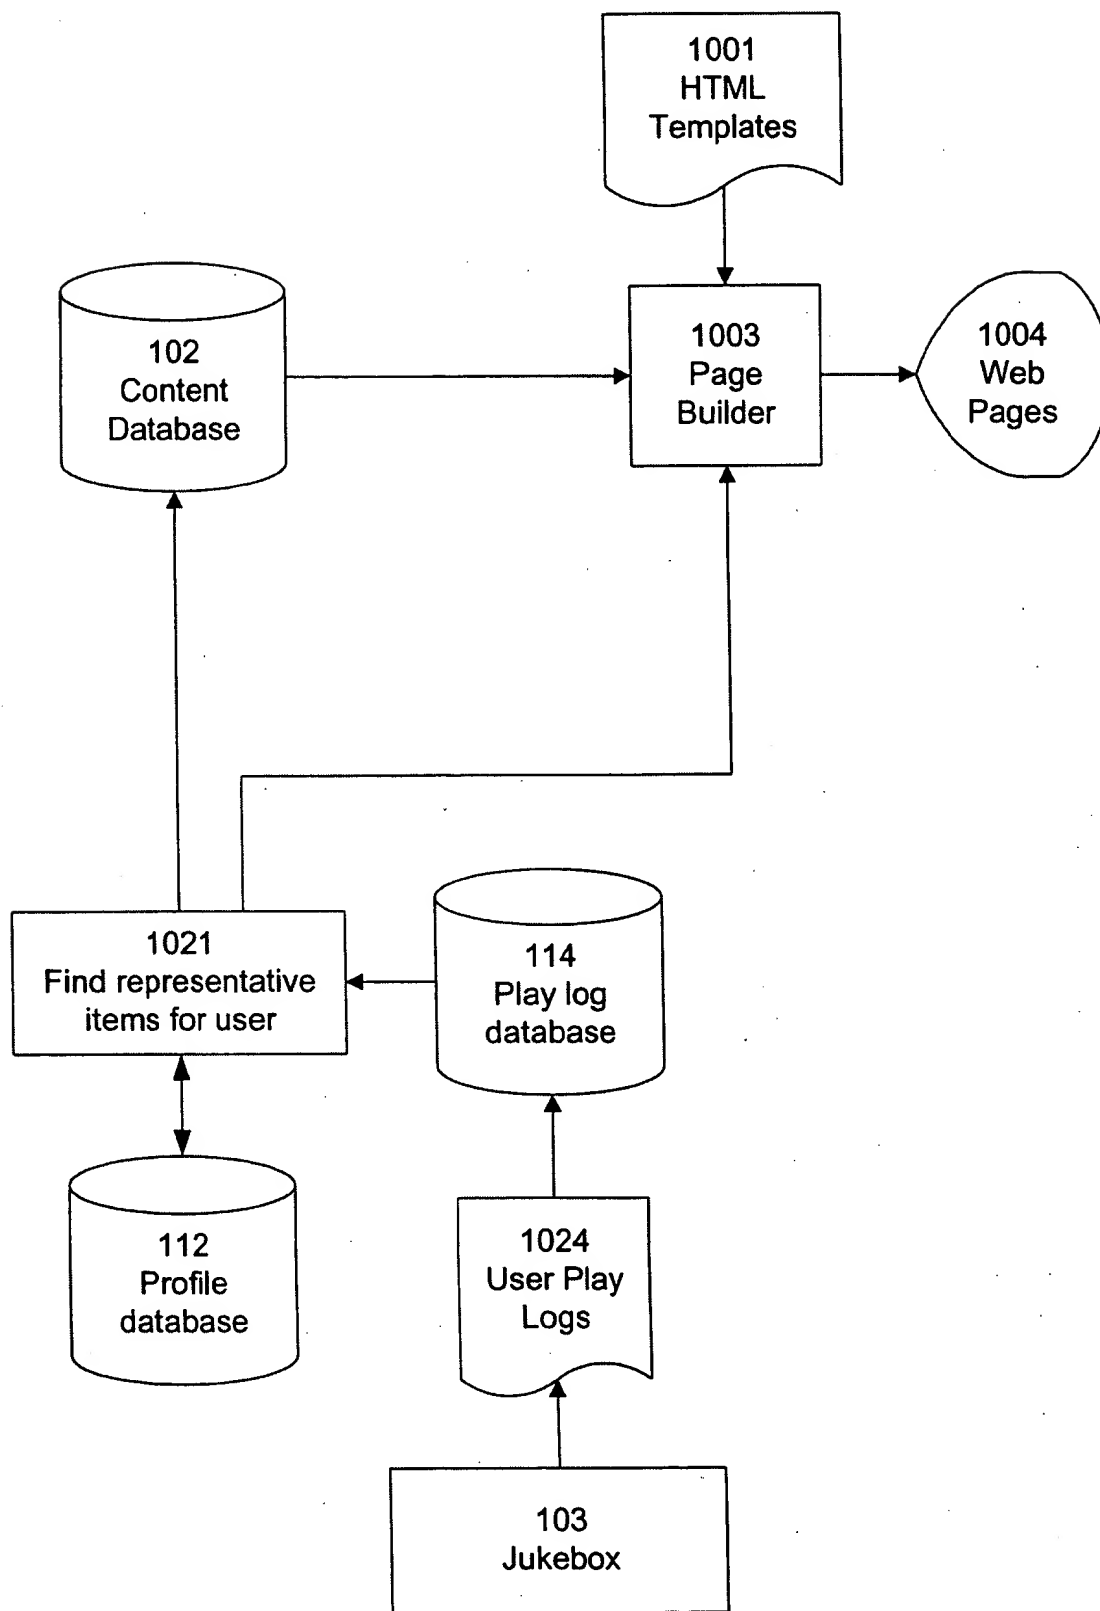 1001
HTML
Templates
102
Content
Database
1003
Page
Builder
1004
Web
Pages
1021
Find representative
items for user
114
Play log
database
112
Profile
database
1024
User Play
Logs
103
Jukebox